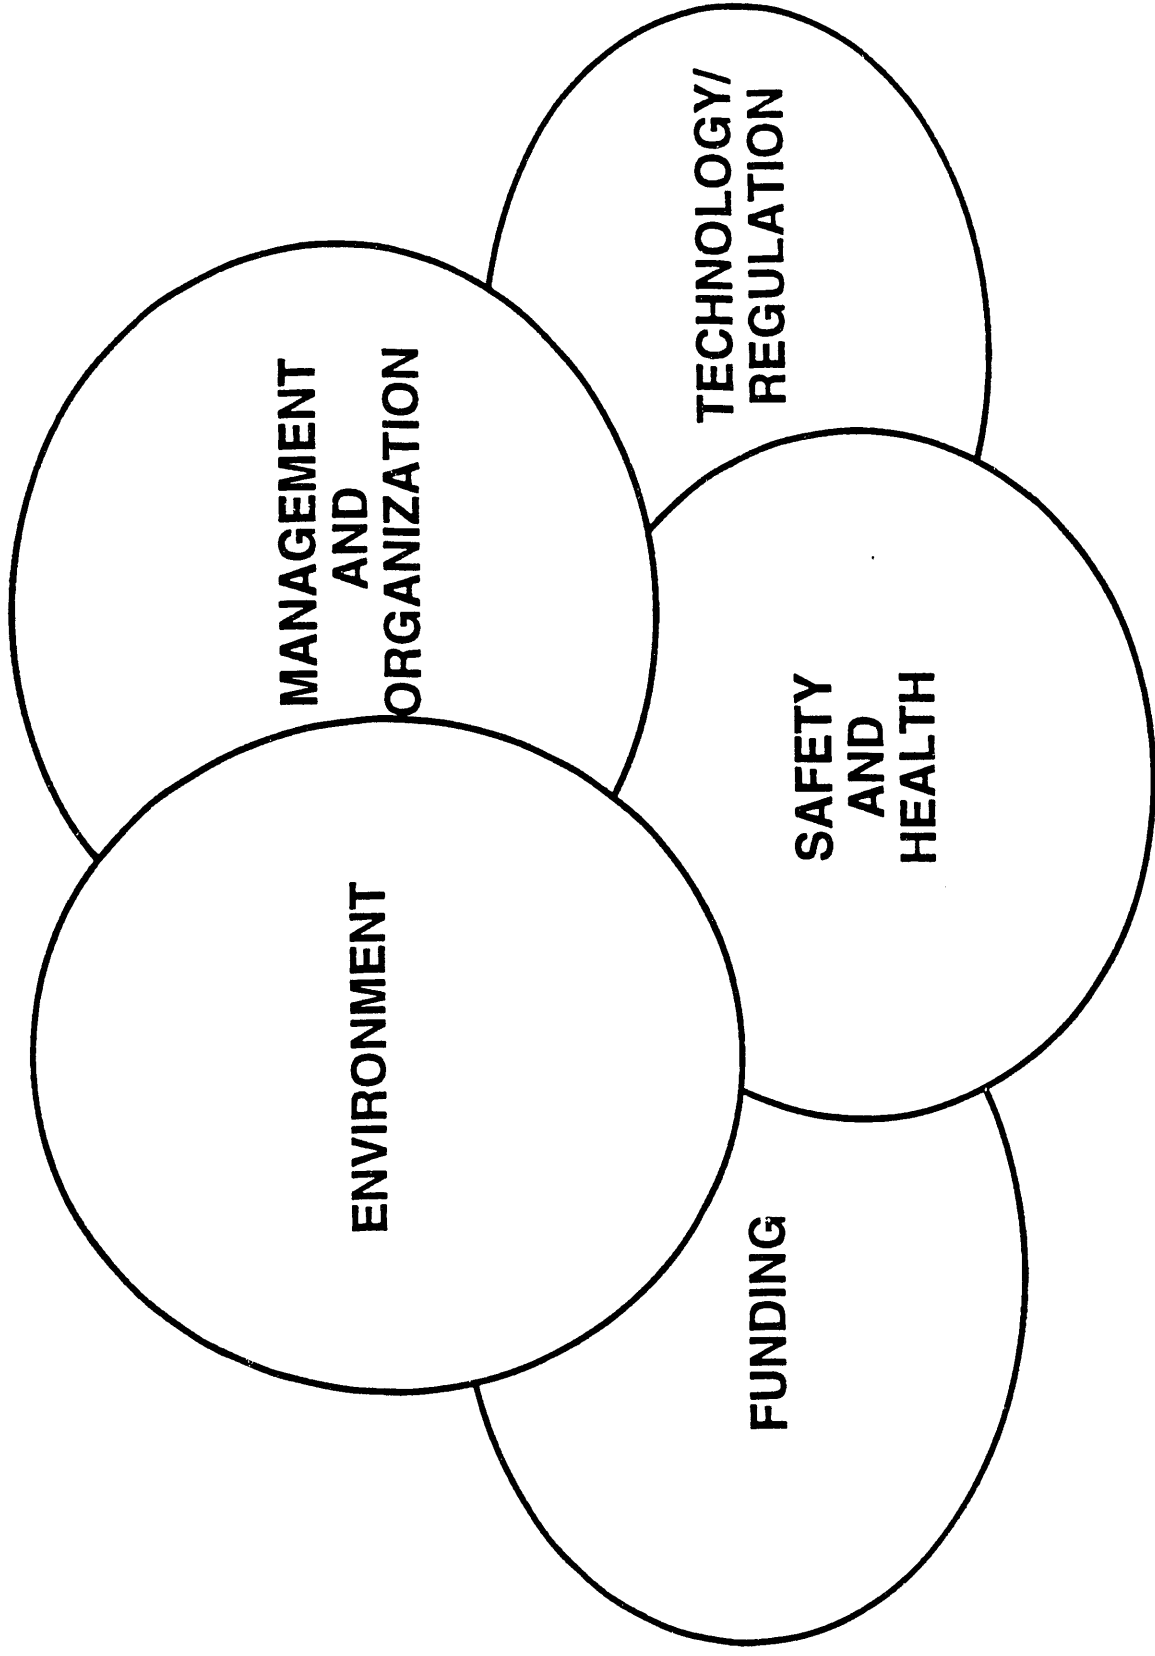 ENVIRONMENT
MANAGEMENT
AND
ORGANIZATION
FUNDING
SAFETY
AND
HEALTH
TECHNOLOGY/
REGULATION